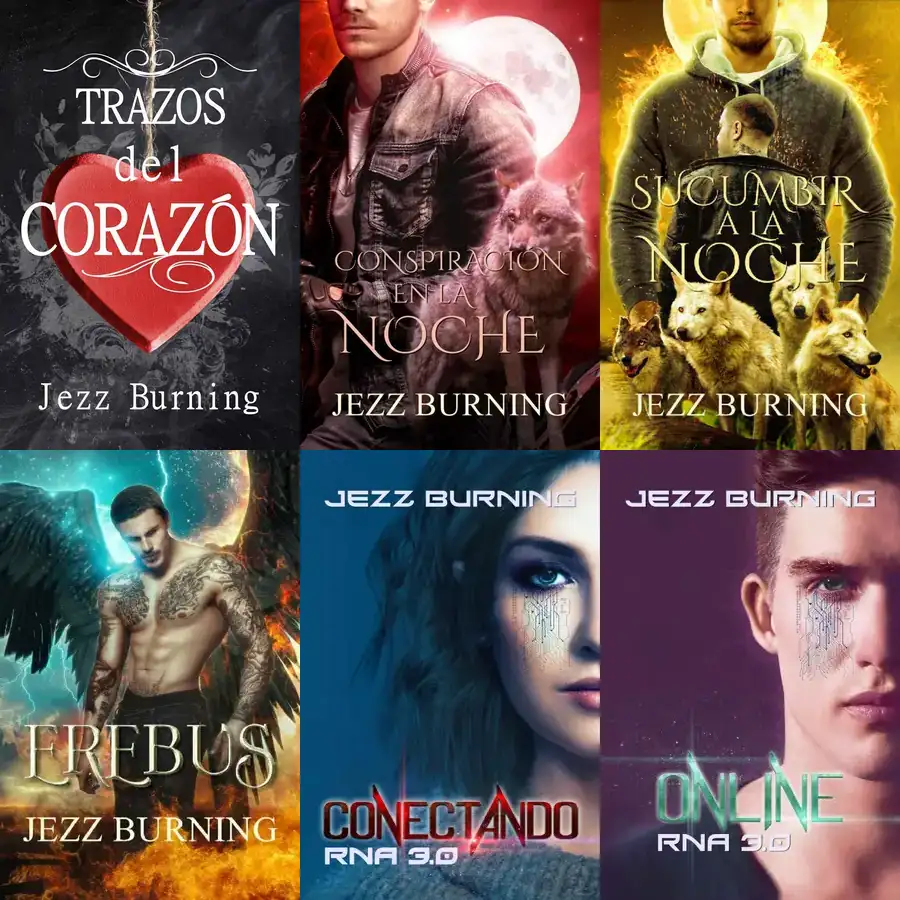 TRAZOS
del
CORAZÓN
Jezz Burning
CONSPIRACIÓN
EN LA
NOCHE
JEZZ BURNING
SUCUMBIR
A LA
NOCHE
JEZZ BURNING
EREBUS
JEZZ BURNING
JEZZ BURNING
CONECTANDO
RNA 3.0
JEZZ BURNING
ONLINE
RNA 3.0